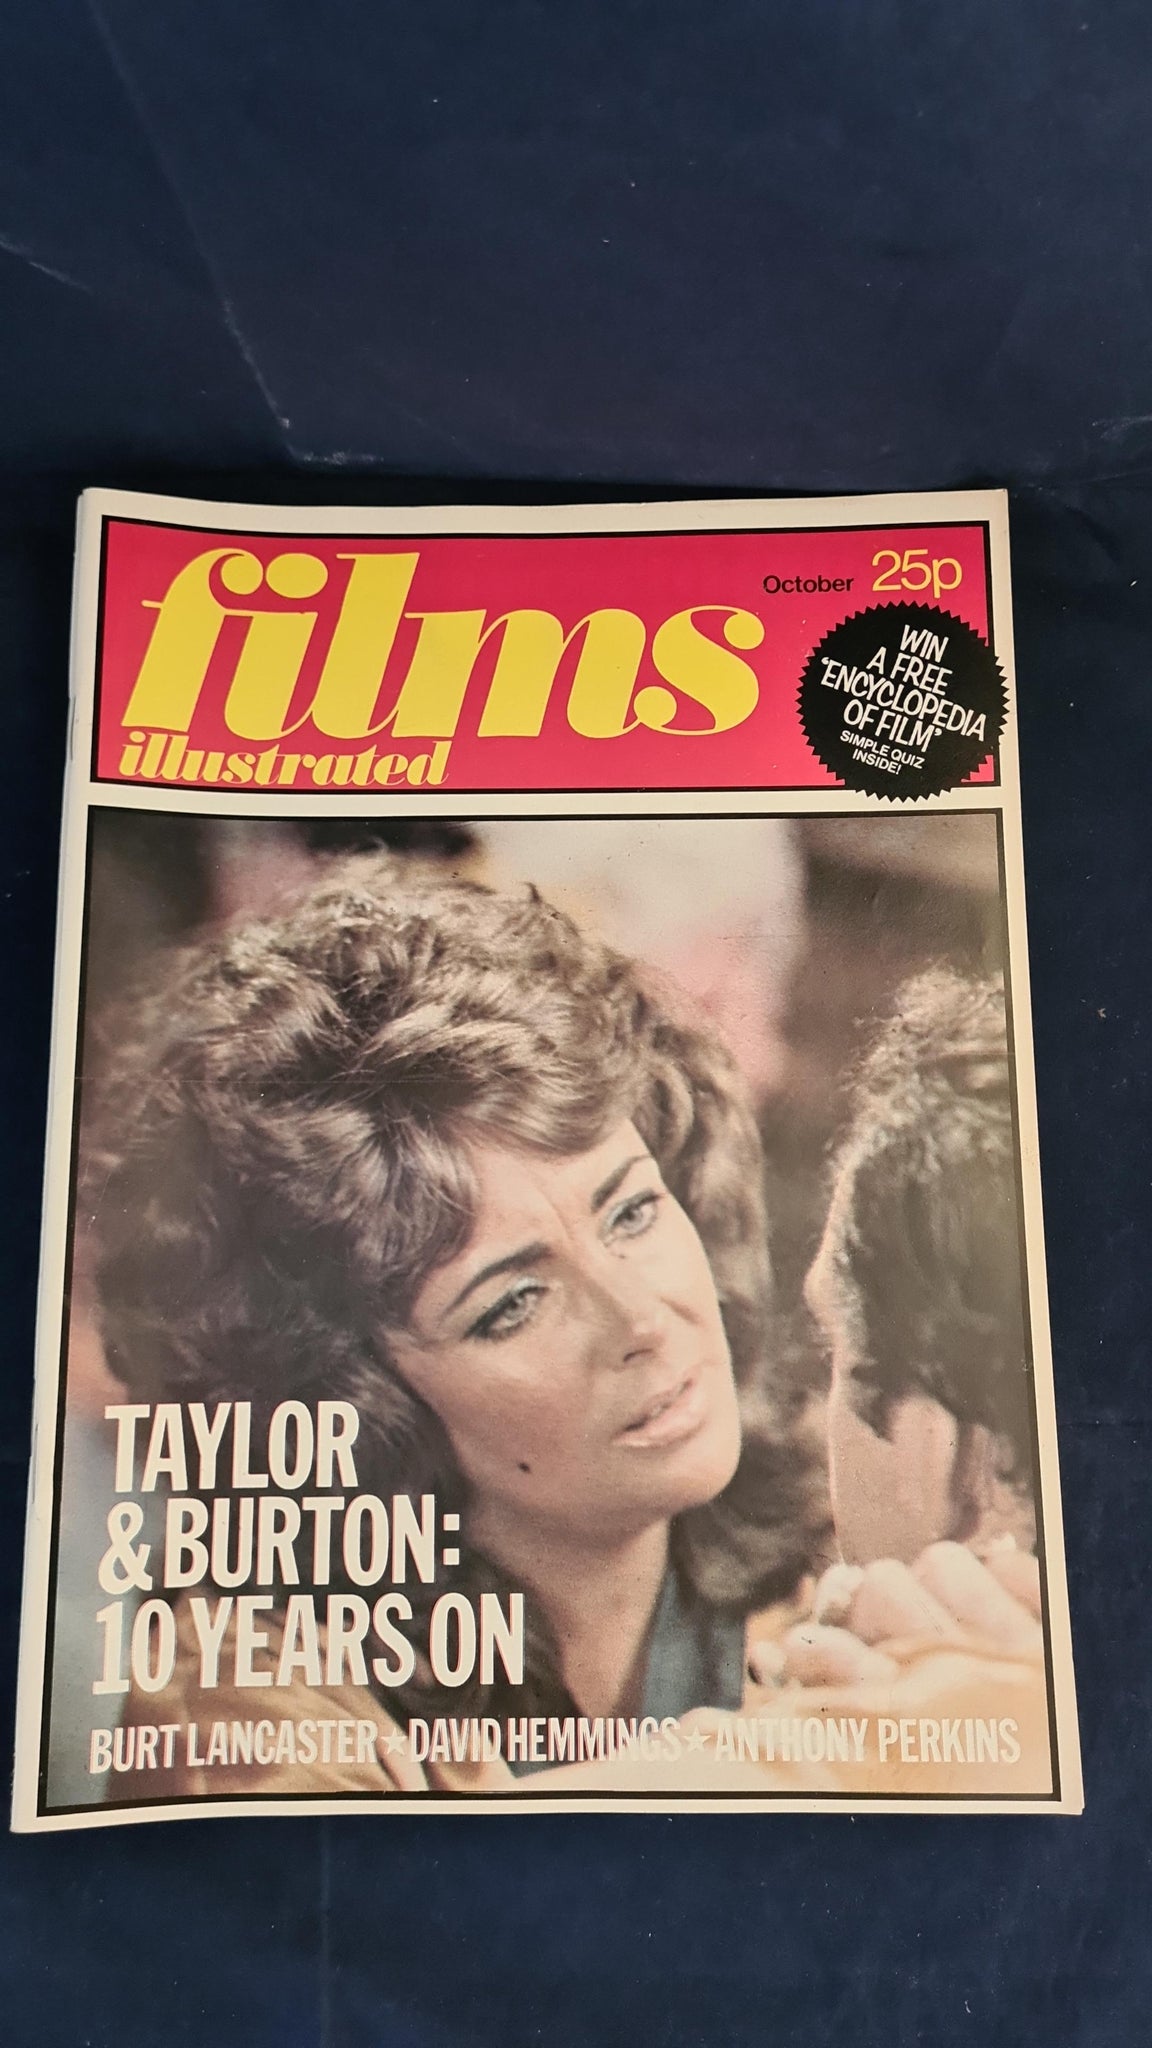 films
illustrated
October 25p
WIN
A FREE
'ENCYCLOPEDIA
OF FILM'
SIMPLE QUIZ
INSIDE!
TAYLOR
& BURTON:
10 YEARS ON
BURT LANCASTER★DAVID HEMMINGS★ANTHONY PERKINS